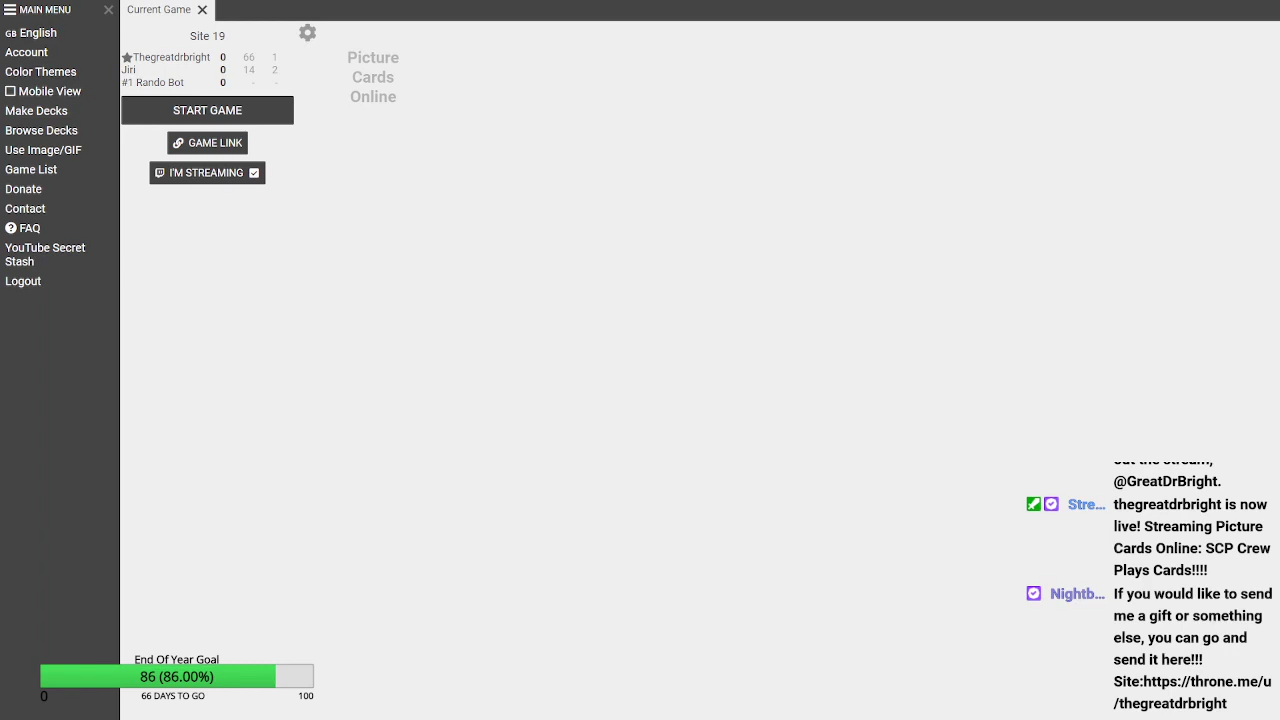 MAIN MENU
GB English
Account
Color Themes
Mobile View
Make Decks
Browse Decks
Use Image/GIF
Game List
Donate
Contact
FAQ
YouTube Secret
Stash
Logout
Current Game
Site 19
Thegreatdrbright 0 66 1
Jiri 0 14 2
#1 Rando Bot 0 - -
START GAME
GAME LINK
I'M STREAMING
Picture
Cards
Online
out the stream,
@GreatDrBright.
Stre... thegreatdrbright is now
live! Streaming Picture
Cards Online: SCP Crew
Plays Cards!!!!
Nightb... If you would like to send
me a gift or something
else, you can go and
send it here!!!
Site:https://throne.me/u
/thegreatdrbright
End Of Year Goal
86 (86.00%)
0 66 DAYS TO GO 100